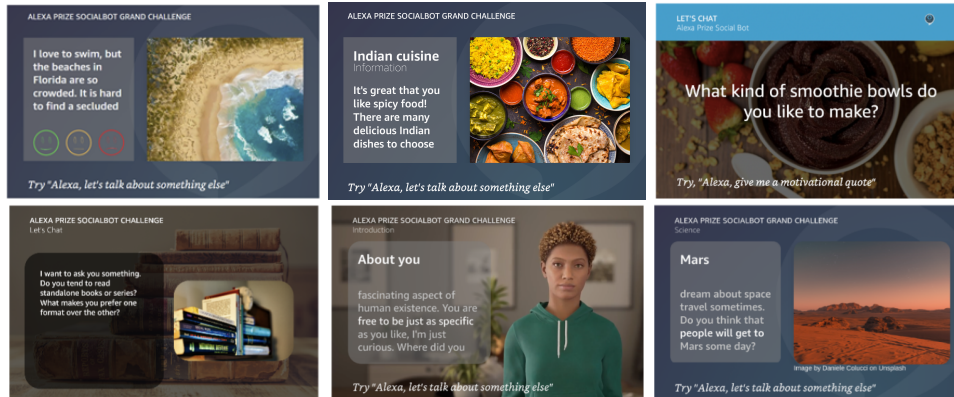 ALEXA PRIZE SOCIALBOT GRAND CHALLENGE
I love to swim, but
the beaches in
Florida are so
crowded. It is hard
to find a secluded
Try "Alexa, let's talk about something else"
ALEXA PRIZE SOCIALBOT GRAND CHALLENGE
Indian cuisine
Information
It's great that you
like spicy food!
There are many
delicious Indian
dishes to choose
Try "Alexa, let's talk about something else"
LET'S CHAT
Alexa Prize Social Bot
What kind of smoothie bowls do
you like to make?
Try, "Alexa, give me a motivational quote"
ALEXA PRIZE SOCIALBOT GRAND CHALLENGE
Let's Chat
I want to ask you something.
Do you tend to read
standalone books or series?
What makes you prefer one
format over the other?
ALEXA PRIZE SOCIALBOT GRAND CHALLENGE
Introduction
About you
fascinating aspect of
human existence. You are
free to be just as specific
as you like, I'm just
curious. Where did you
Try "Alexa, let's talk about something else"
ALEXA PRIZE SOCIALBOT GRAND CHALLENGE
Science
Mars
dream about space
travel sometimes.
Do you think that
people will get to
Mars some day?
Image by Daniele Colucci on Unsplash
Try "Alexa, let's talk about something else"